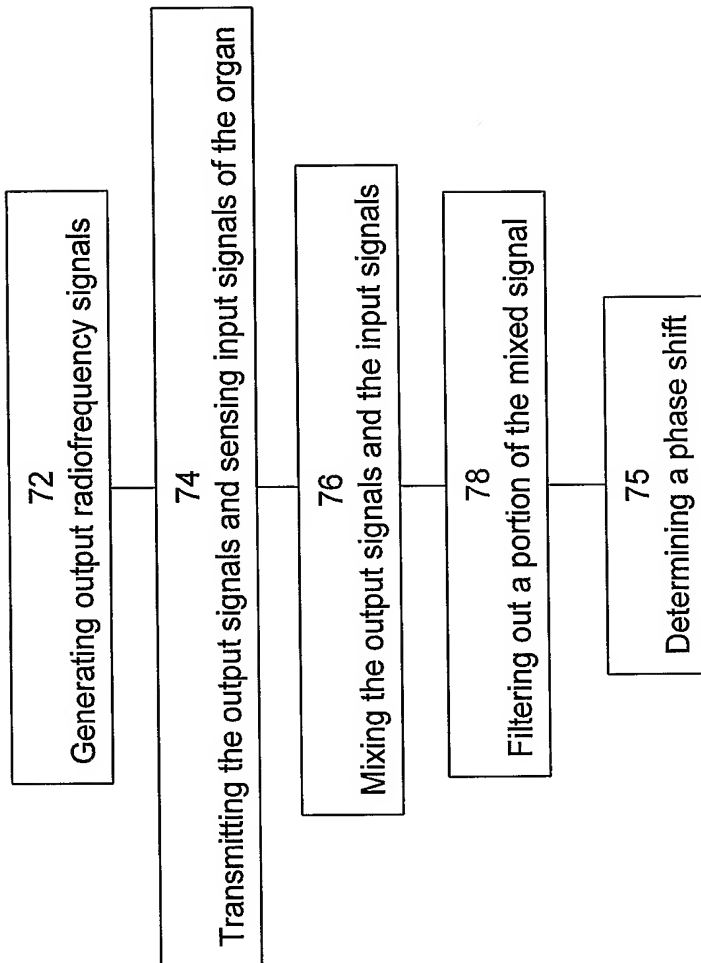 72
Generating output radiofrequency signals
74
Transmitting the output signals and sensing input signals of the organ
76
Mixing the output signals and the input signals
78
Filtering out a portion of the mixed signal
75
Determining a phase shift